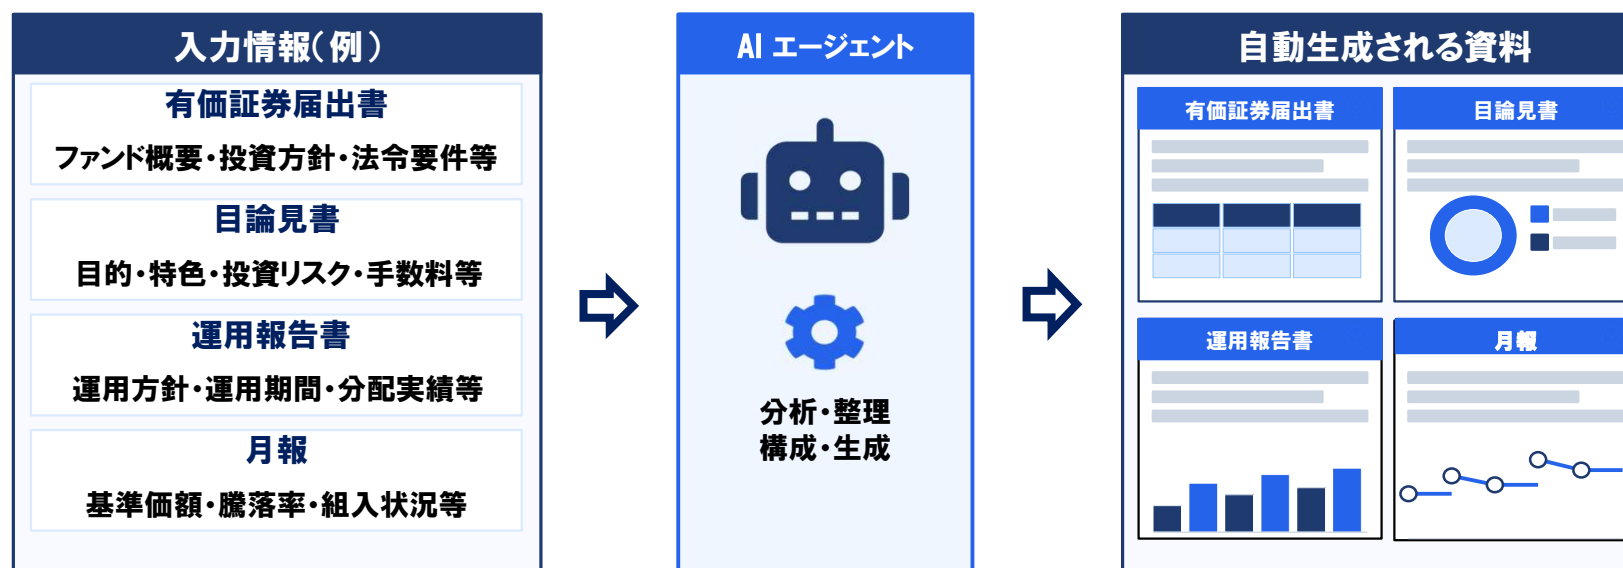 入力情報(例)
有価証券届出書
ファンド概要・投資方針・法令要件等
目論見書
目的・特色・投資リスク・手数料等
運用報告書
運用方針・運用期間・分配実績等
月報
基準価額・騰落率・組入状況等
AI エージェント
分析・整理
構成・生成
自動生成される資料
有価証券届出書
目論見書
運用報告書
月報